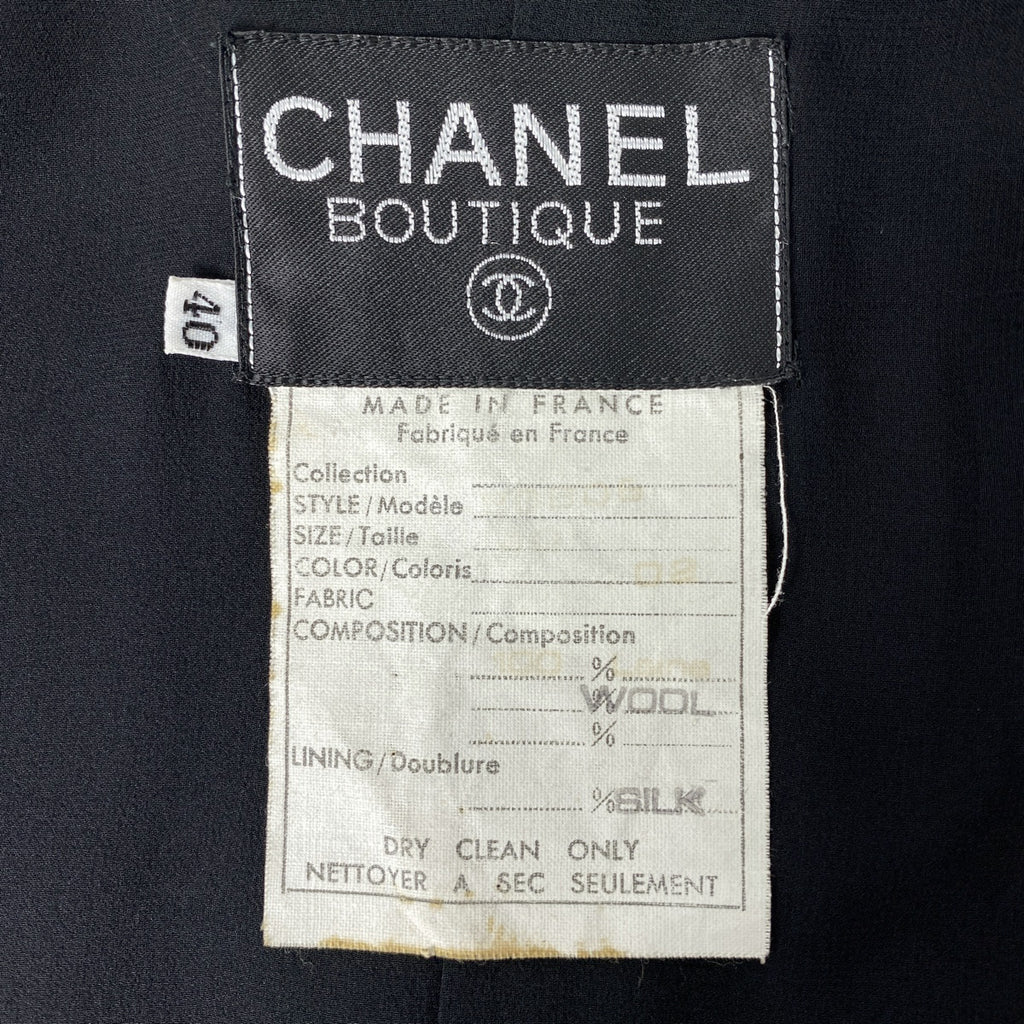 CHANEL
BOUTIQUE
40
MADE IN FRANCE
Fabriqué en France
Collection
STYLE/Modèle
SIZE/Taille
COLOR/Coloris
FABRIC
COMPOSITION/Composition
%
% WOOL
%
LINING/Doublure
% SILK
DRY CLEAN ONLY
NETTOYER A SEC SEULEMENT